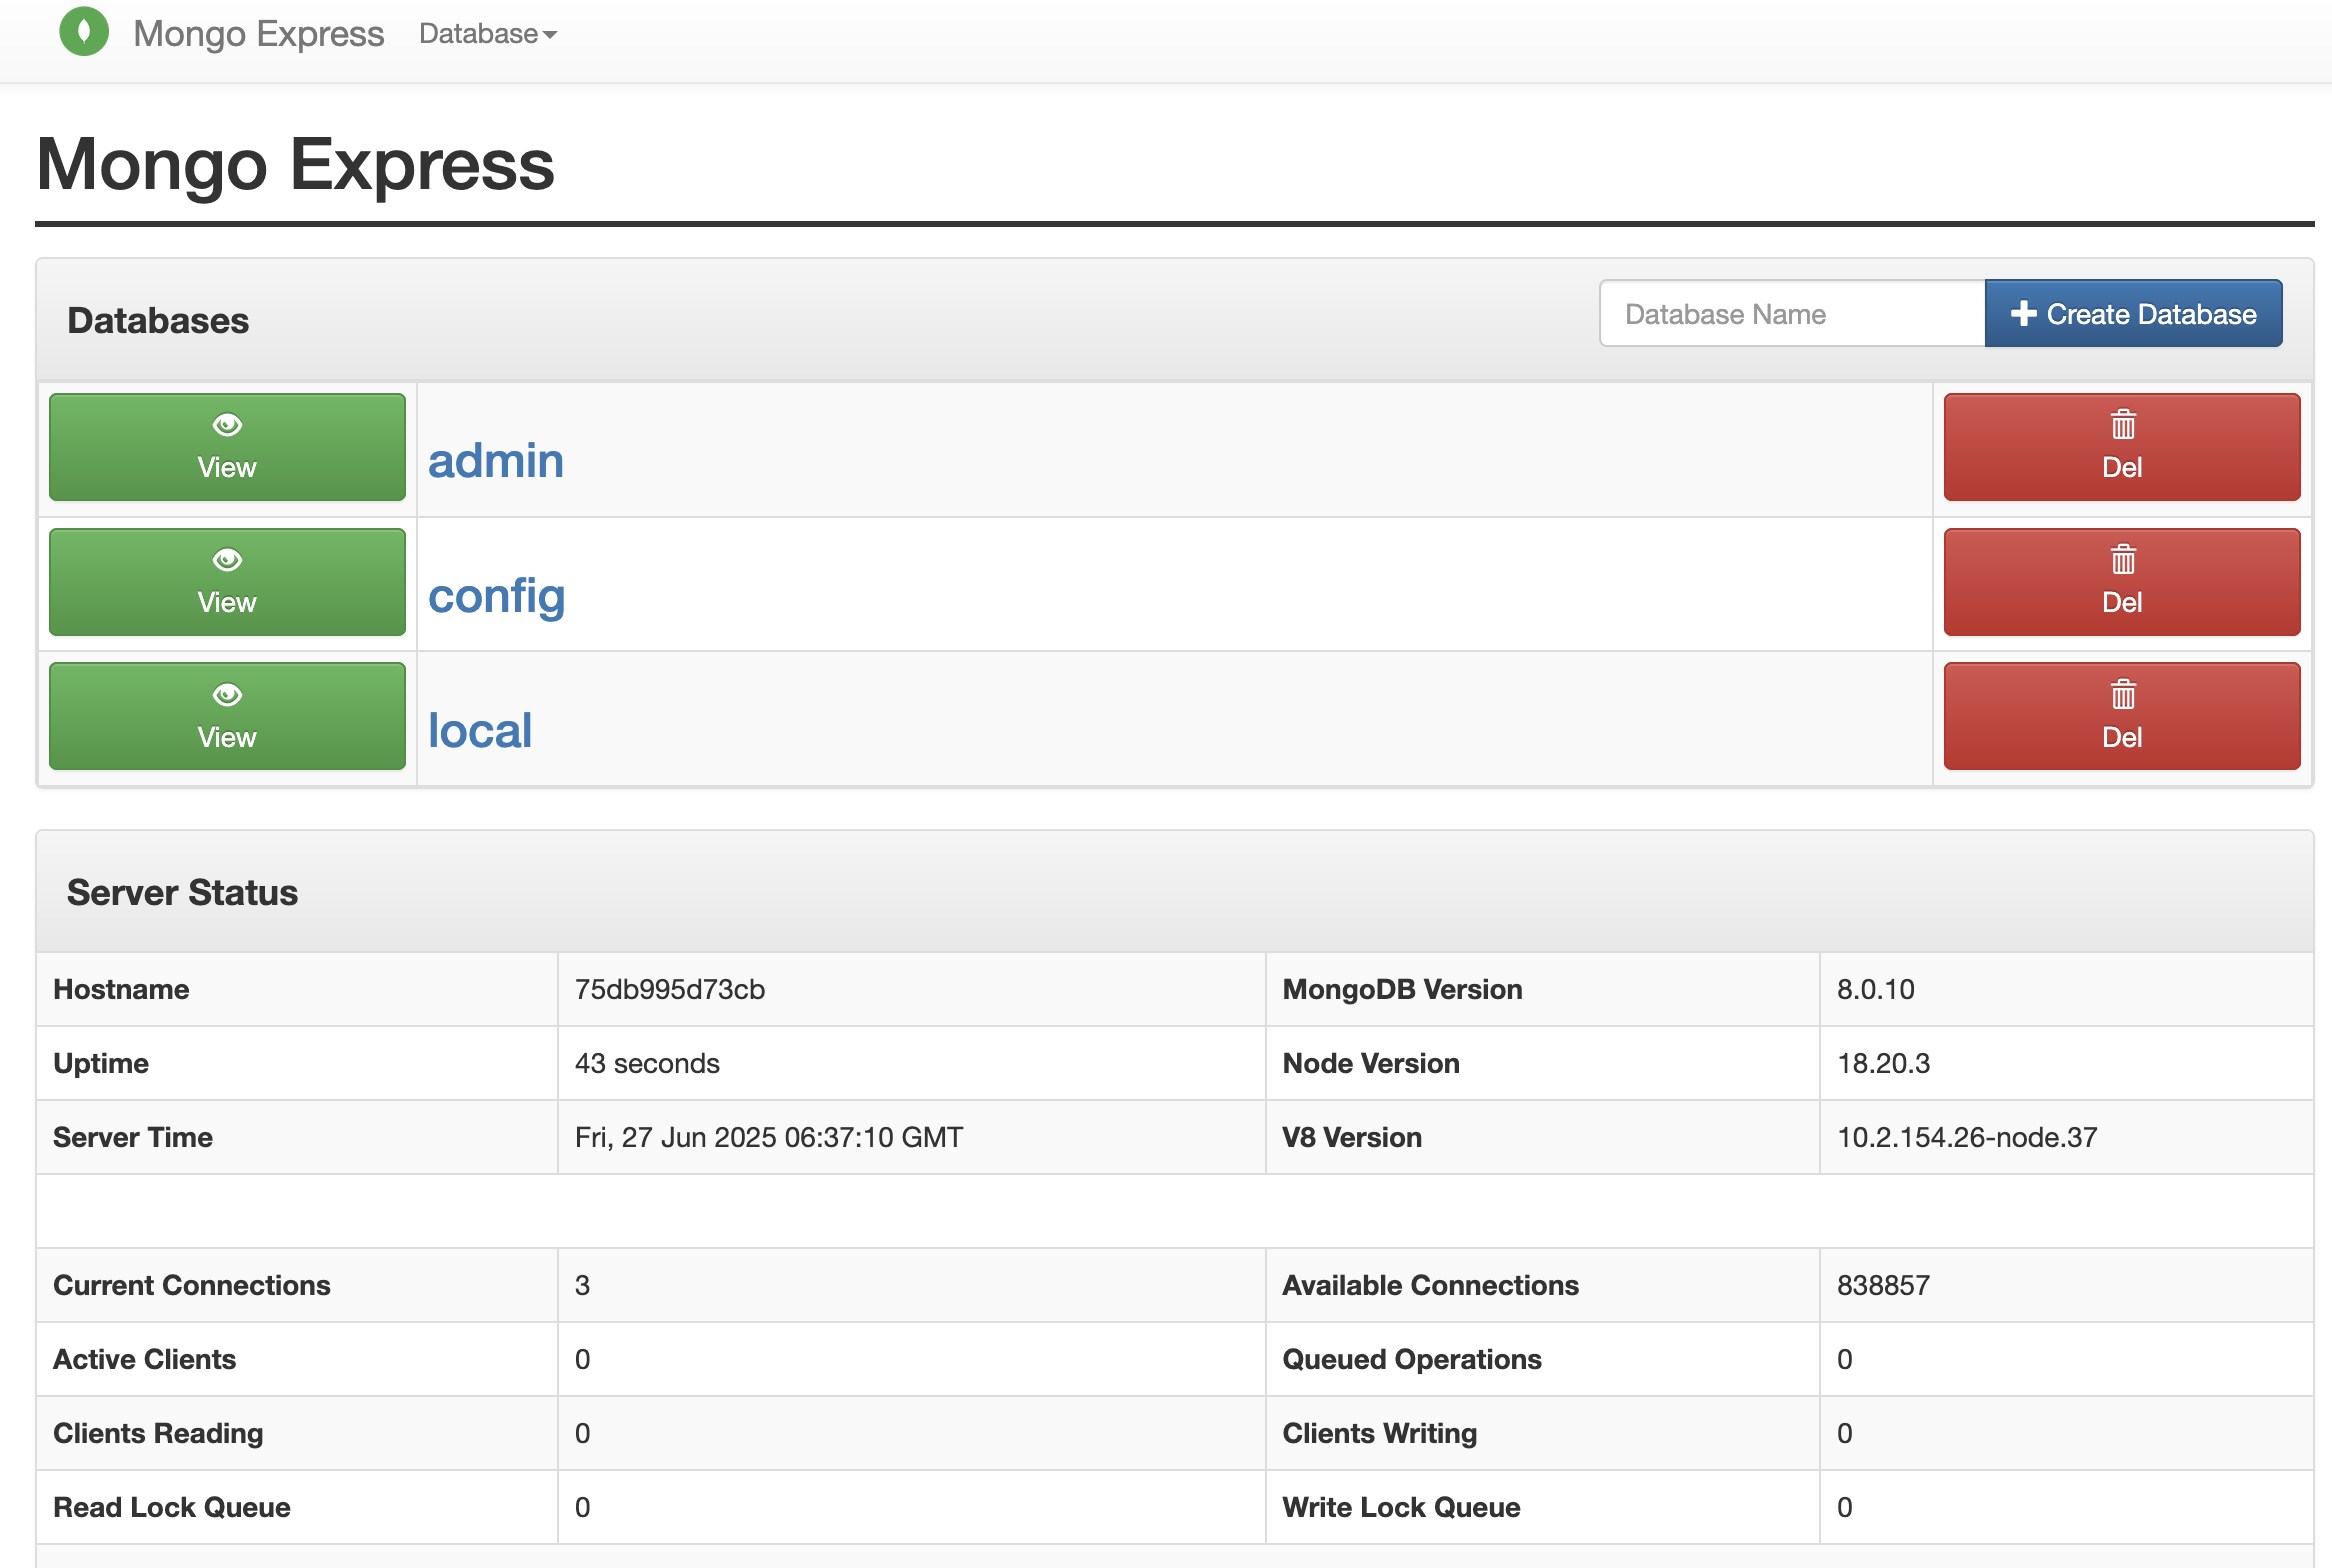 Mongo Express Database
Mongo Express
Databases
Database Name Create Database
View admin Del
View config Del
View local Del
Server Status
Hostname 75db995d73cb MongoDB Version 8.0.10
Uptime 43 seconds Node Version 18.20.3
Server Time Fri, 27 Jun 2025 06:37:10 GMT V8 Version 10.2.154.26-node.37
Current Connections 3 Available Connections 838857
Active Clients 0 Queued Operations 0
Clients Reading 0 Clients Writing 0
Read Lock Queue 0 Write Lock Queue 0